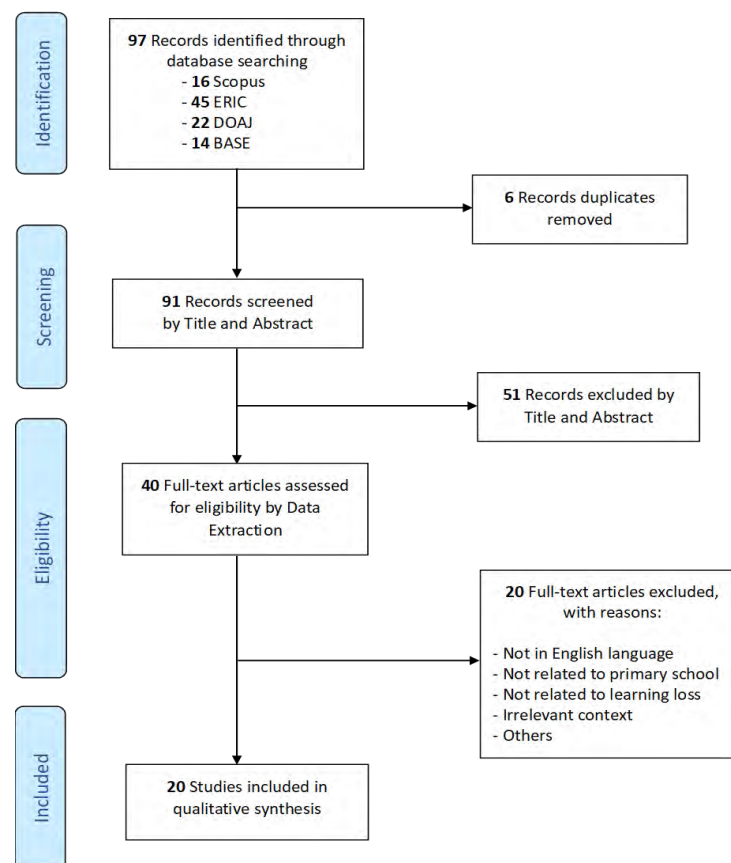 Identification
97 Records identified through
database searching
- 16 Scopus
- 45 ERIC
- 22 DOAJ
- 14 BASE
6 Records duplicates
removed
Screening
91 Records screened
by Title and Abstract
51 Records excluded by
Title and Abstract
Eligibility
40 Full-text articles assessed
for eligibility by Data
Extraction
20 Full-text articles excluded,
with reasons:
- Not in English language
- Not related to primary school
- Not related to learning loss
- Irrelevant context
- Others
Included
20 Studies included in
qualitative synthesis